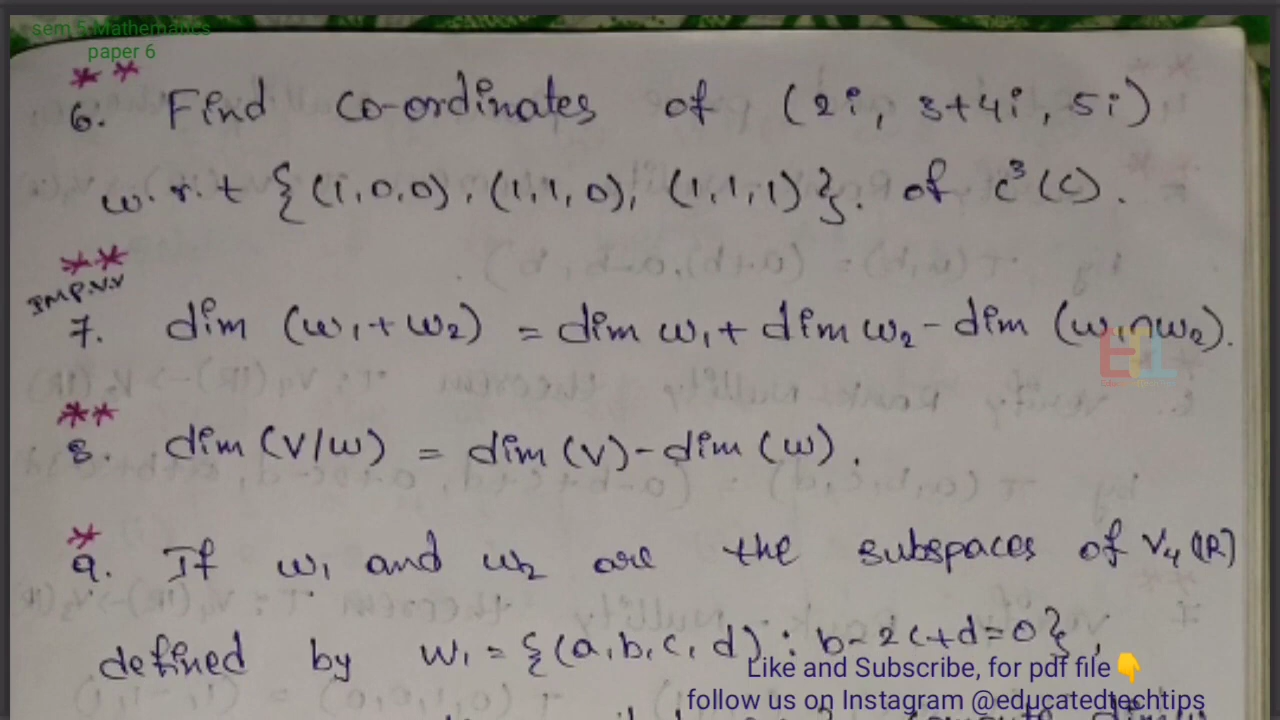 sem 5 Mathematics
paper 6
**
6. Find co-ordinates of (2i, 3+4i, 5i)
w.r.t {(1,0,0), (1,1,0), (1,1,1)}. of C³(C).
**
IMP.V.V
7. dim (W₁+W₂) = dim W₁ + dim W₂ - dim (W₁∩W₂).
**
8. dim (V/W) = dim (V) - dim (W).
*
9. If W₁ and W₂ are the subspaces of V₄(R)
defined by W₁ = {(a,b,c,d) : b-2c+d=0},
Like and Subscribe, for pdf file👇
follow us on Instagram @educatedtechtips